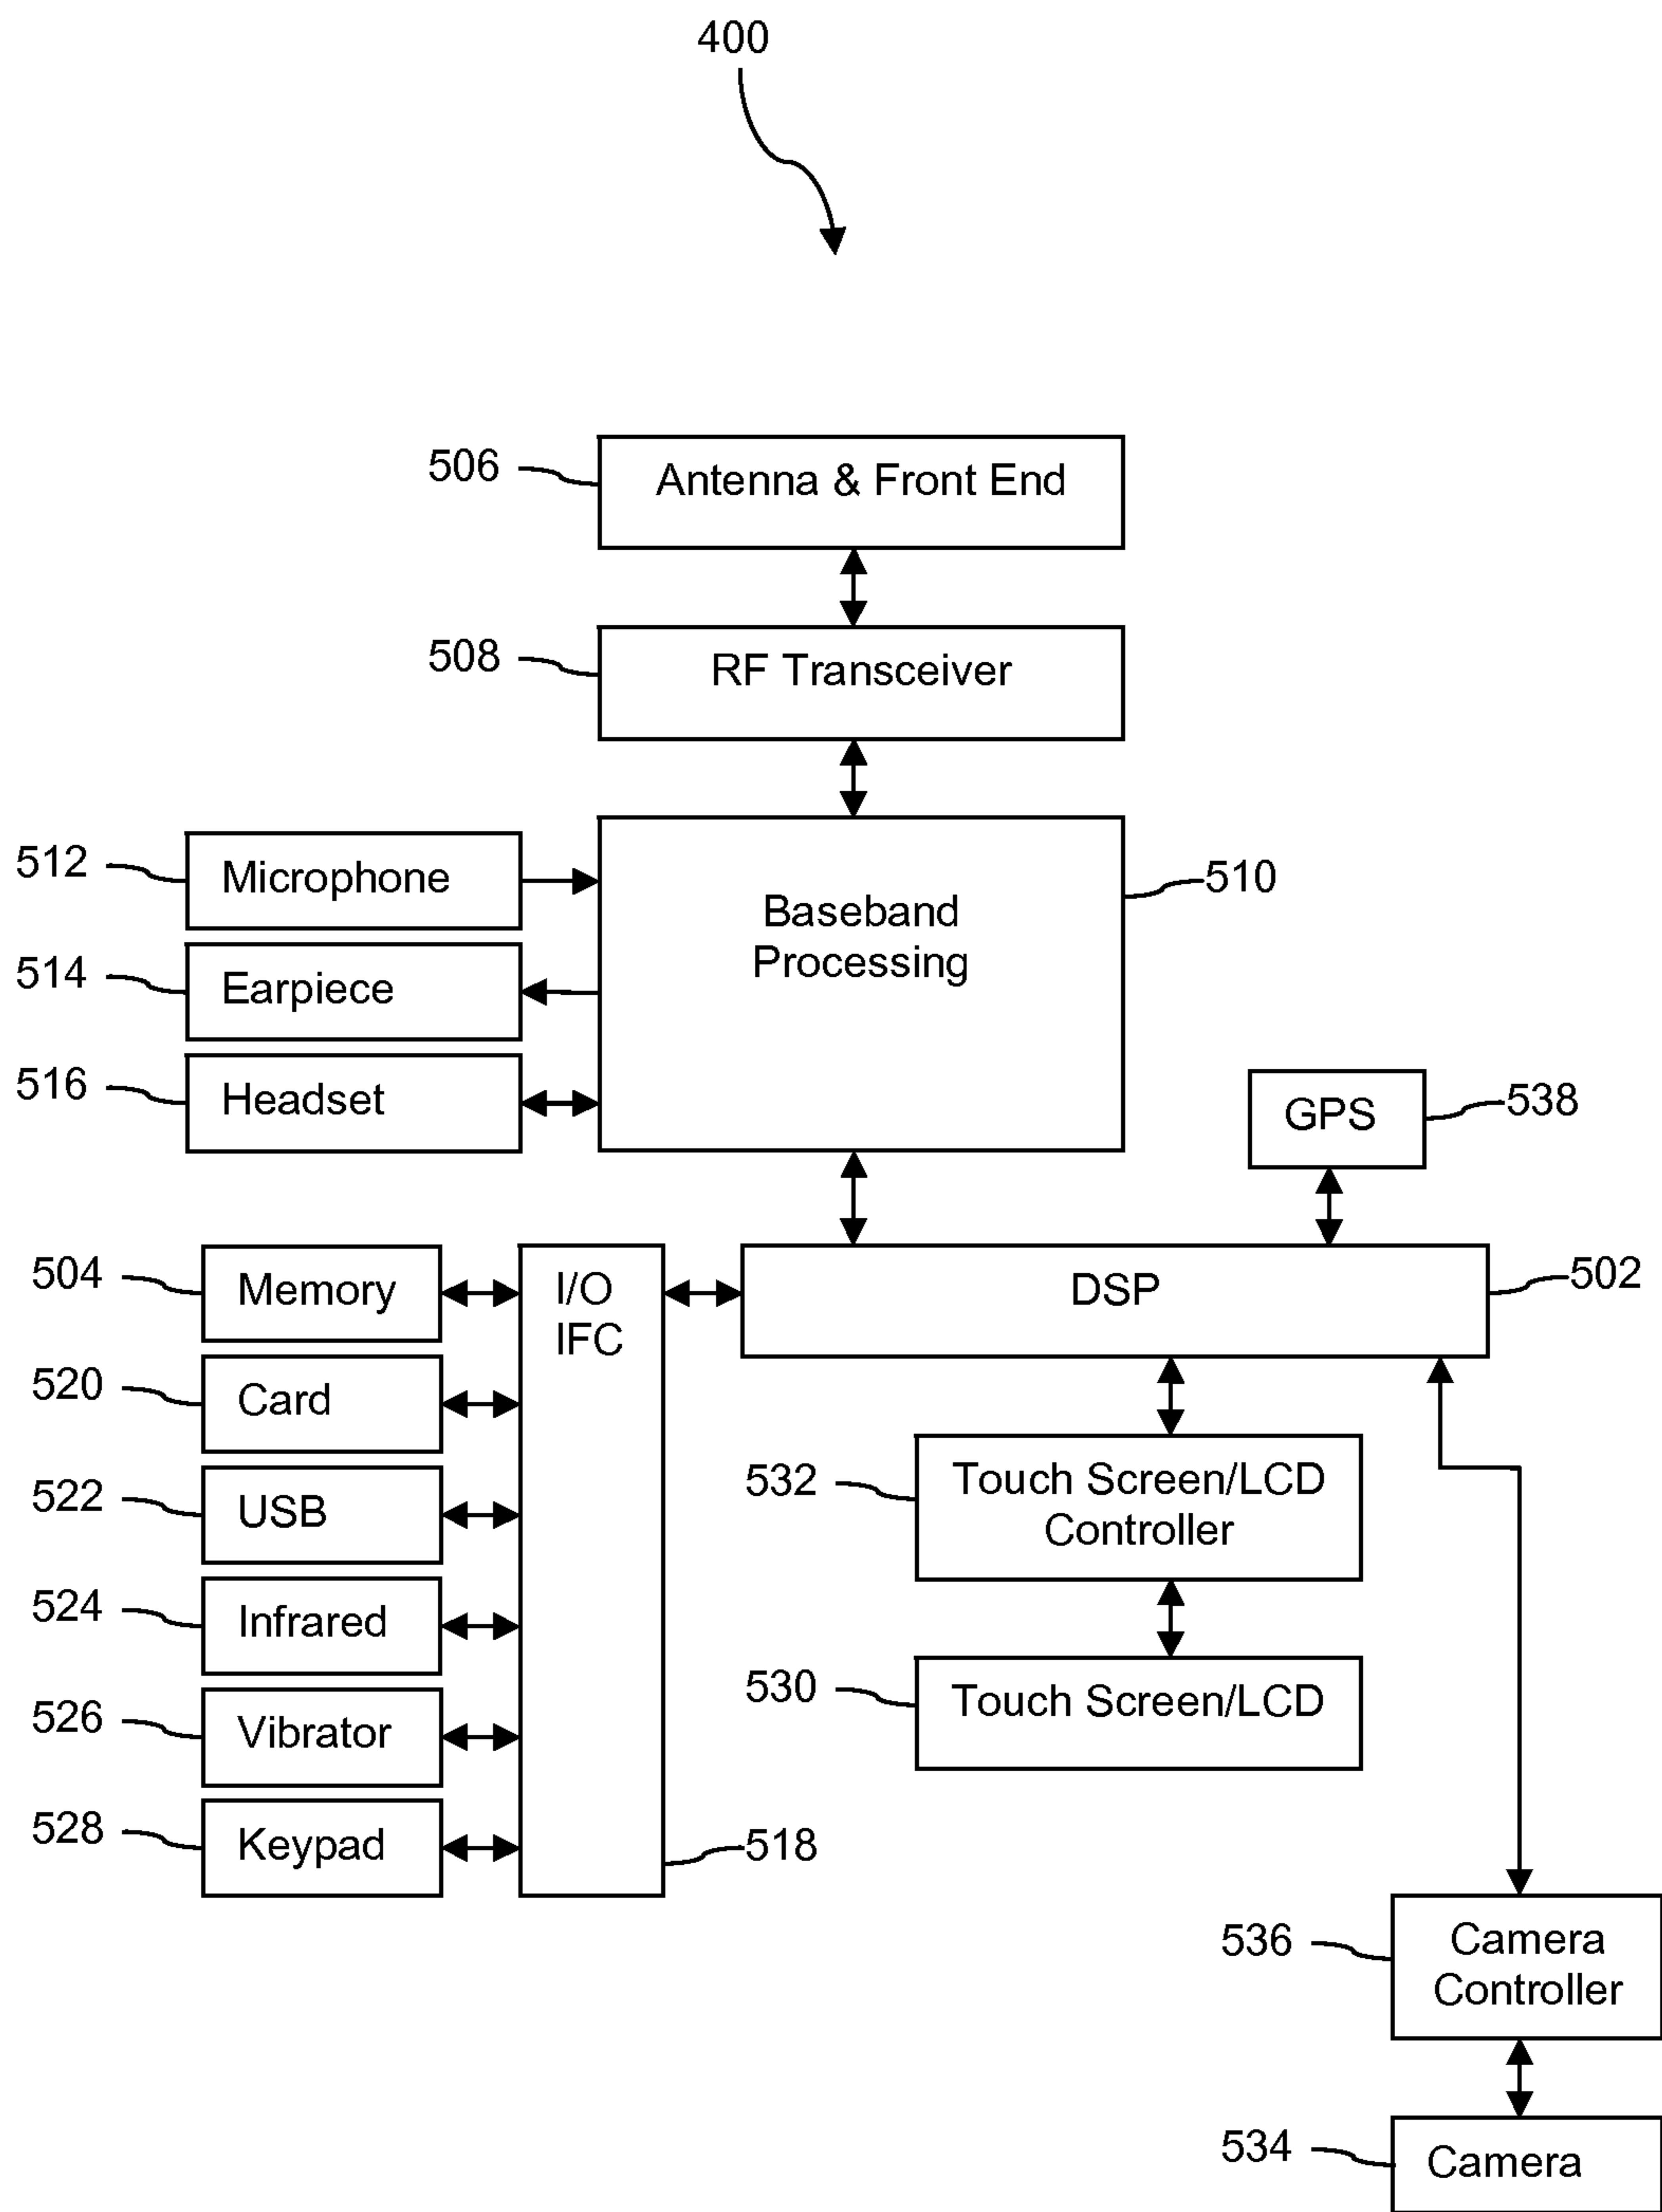 400
506
Antenna & Front End
508
RF Transceiver
512
Microphone
Baseband
Processing
510
514
Earpiece
516
Headset
GPS
538
504
Memory
I/O
IFC
DSP
502
520
Card
522
USB
532
Touch Screen/LCD
Controller
524
Infrared
530
Touch Screen/LCD
526
Vibrator
528
Keypad
518
536
Camera
Controller
534
Camera